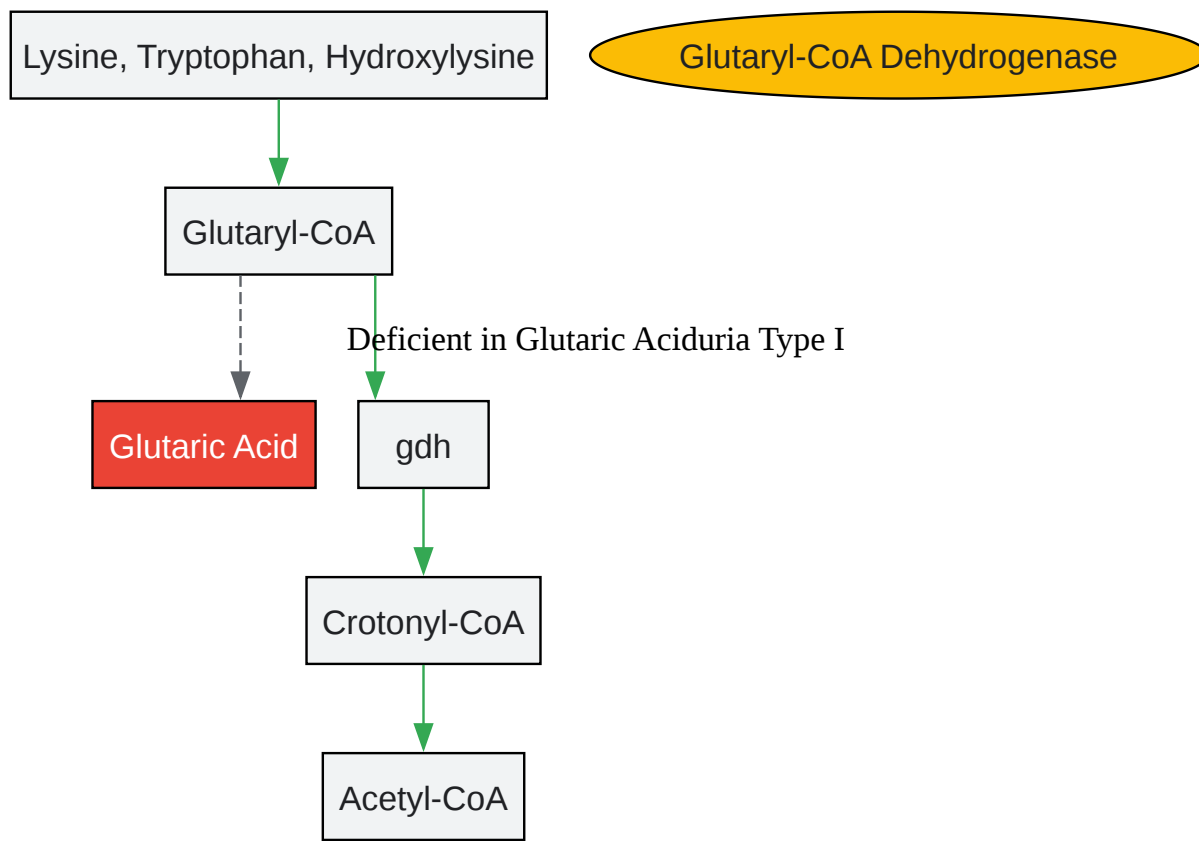 Lysine, Tryptophan, Hydroxylysine
Glutaryl-CoA Dehydrogenase
Glutaryl-CoA
Deficient in Glutaric Aciduria Type I
Glutaric Acid
gdh
Crotonyl-CoA
Acetyl-CoA